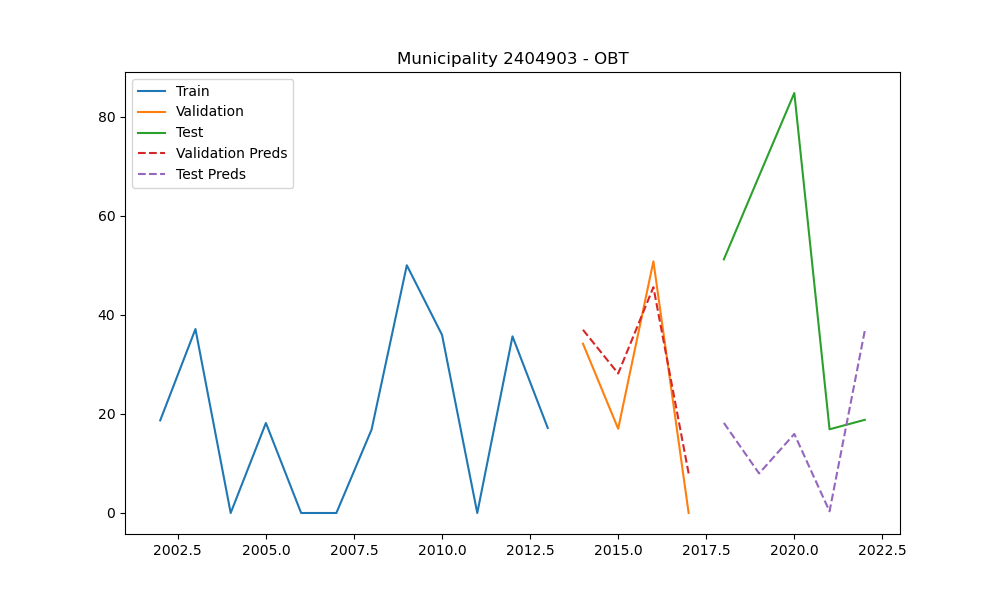 Municipality 2404903 - OBT
Train
Validation
Test
Validation Preds
Test Preds
80
60
40
20
0
2002.5 2005.0 2007.5 2010.0 2012.5 2015.0 2017.5 2020.0 2022.5